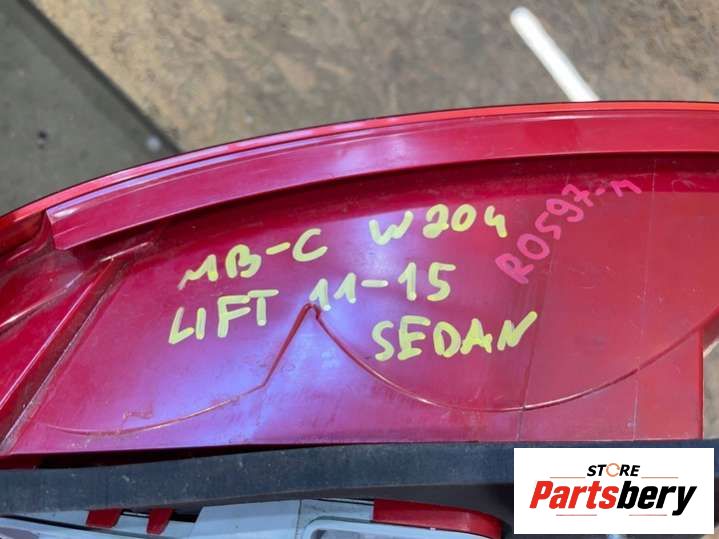 MB-C W204
LIFT 11-15
SEDAN
R0597-M
STORE
Partsbery